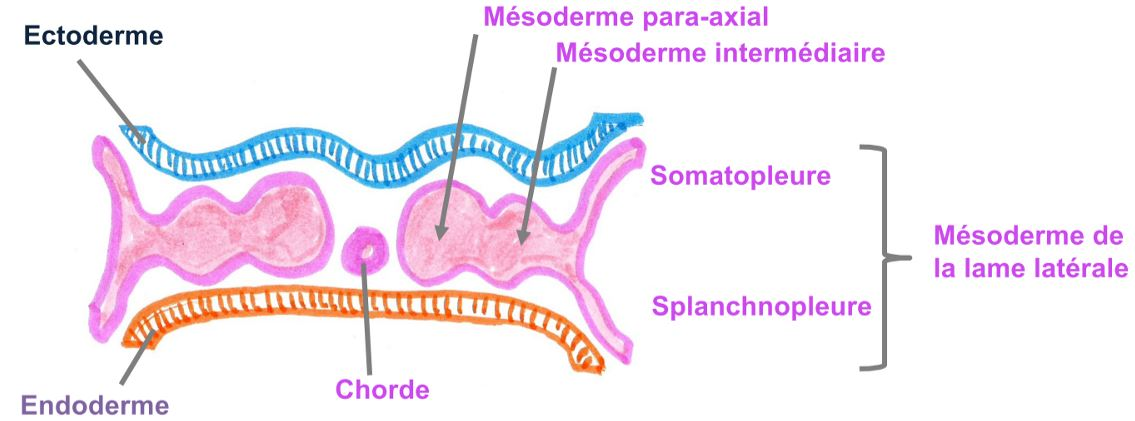 Mésoderme para-axial
Ectoderme
Mésoderme intermédiaire
Somatopleure
Mésoderme de
la lame latérale
Splanchnopleure
Chorde
Endoderme